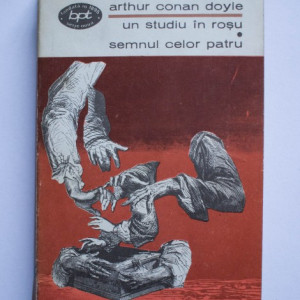 bpt
arthur conan doyle
un studiu în roșu
semnul celor patru